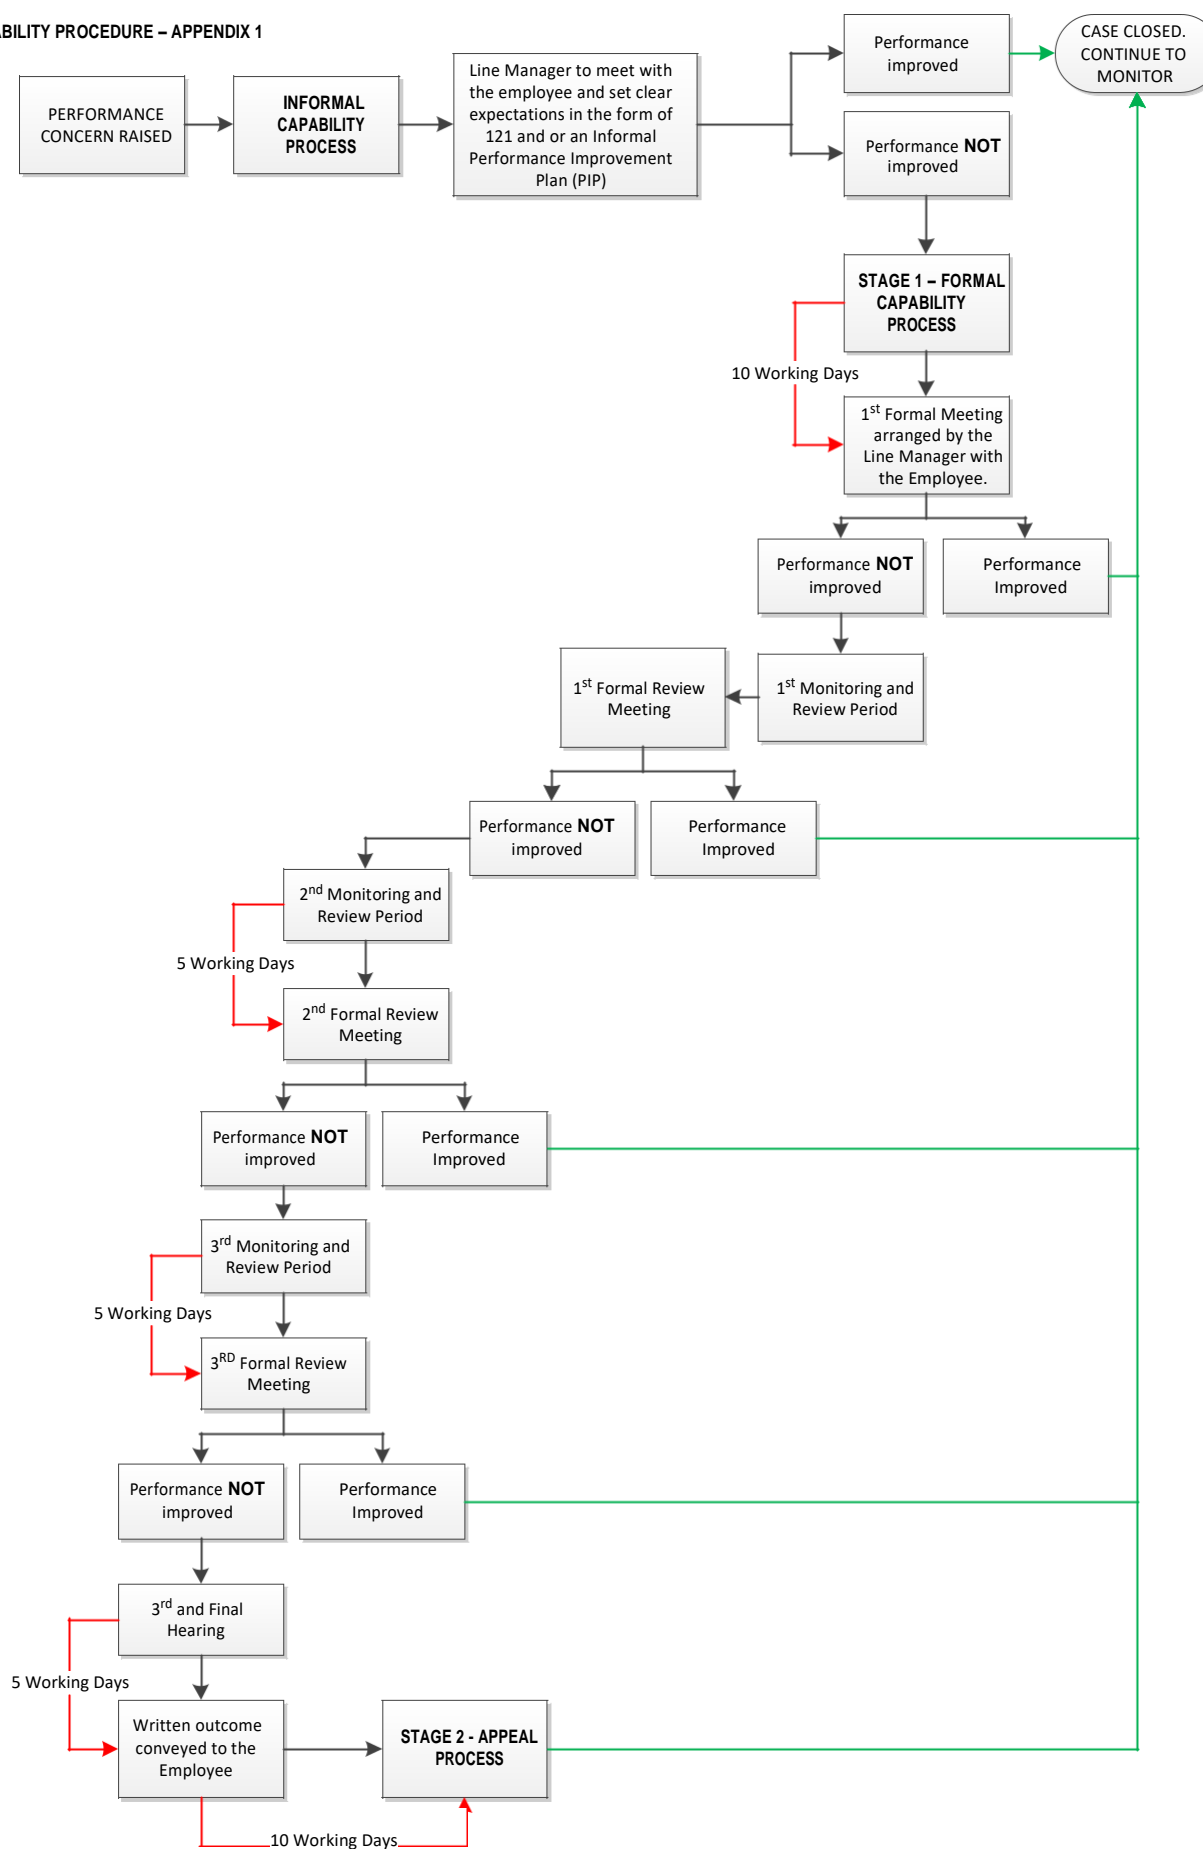 ABILITY PROCEDURE – APPENDIX 1
PERFORMANCE
CONCERN RAISED
INFORMAL
CAPABILITY
PROCESS
Line Manager to meet with
the employee and set clear
expectations in the form of
121 and or an Informal
Performance Improvement
Plan (PIP)
Performance
improved
CASE CLOSED.
CONTINUE TO
MONITOR
Performance NOT
improved
STAGE 1 – FORMAL
CAPABILITY
PROCESS
10 Working Days
1st Formal Meeting
arranged by the
Line Manager with
the Employee.
Performance NOT
improved
Performance
Improved
1st Monitoring and
Review Period
1st Formal Review
Meeting
Performance NOT
improved
Performance
Improved
2nd Monitoring and
Review Period
5 Working Days
2nd Formal Review
Meeting
Performance NOT
improved
Performance
Improved
3rd Monitoring and
Review Period
5 Working Days
3RD Formal Review
Meeting
Performance NOT
improved
Performance
Improved
3rd and Final
Hearing
5 Working Days
Written outcome
conveyed to the
Employee
STAGE 2 - APPEAL
PROCESS
10 Working Days